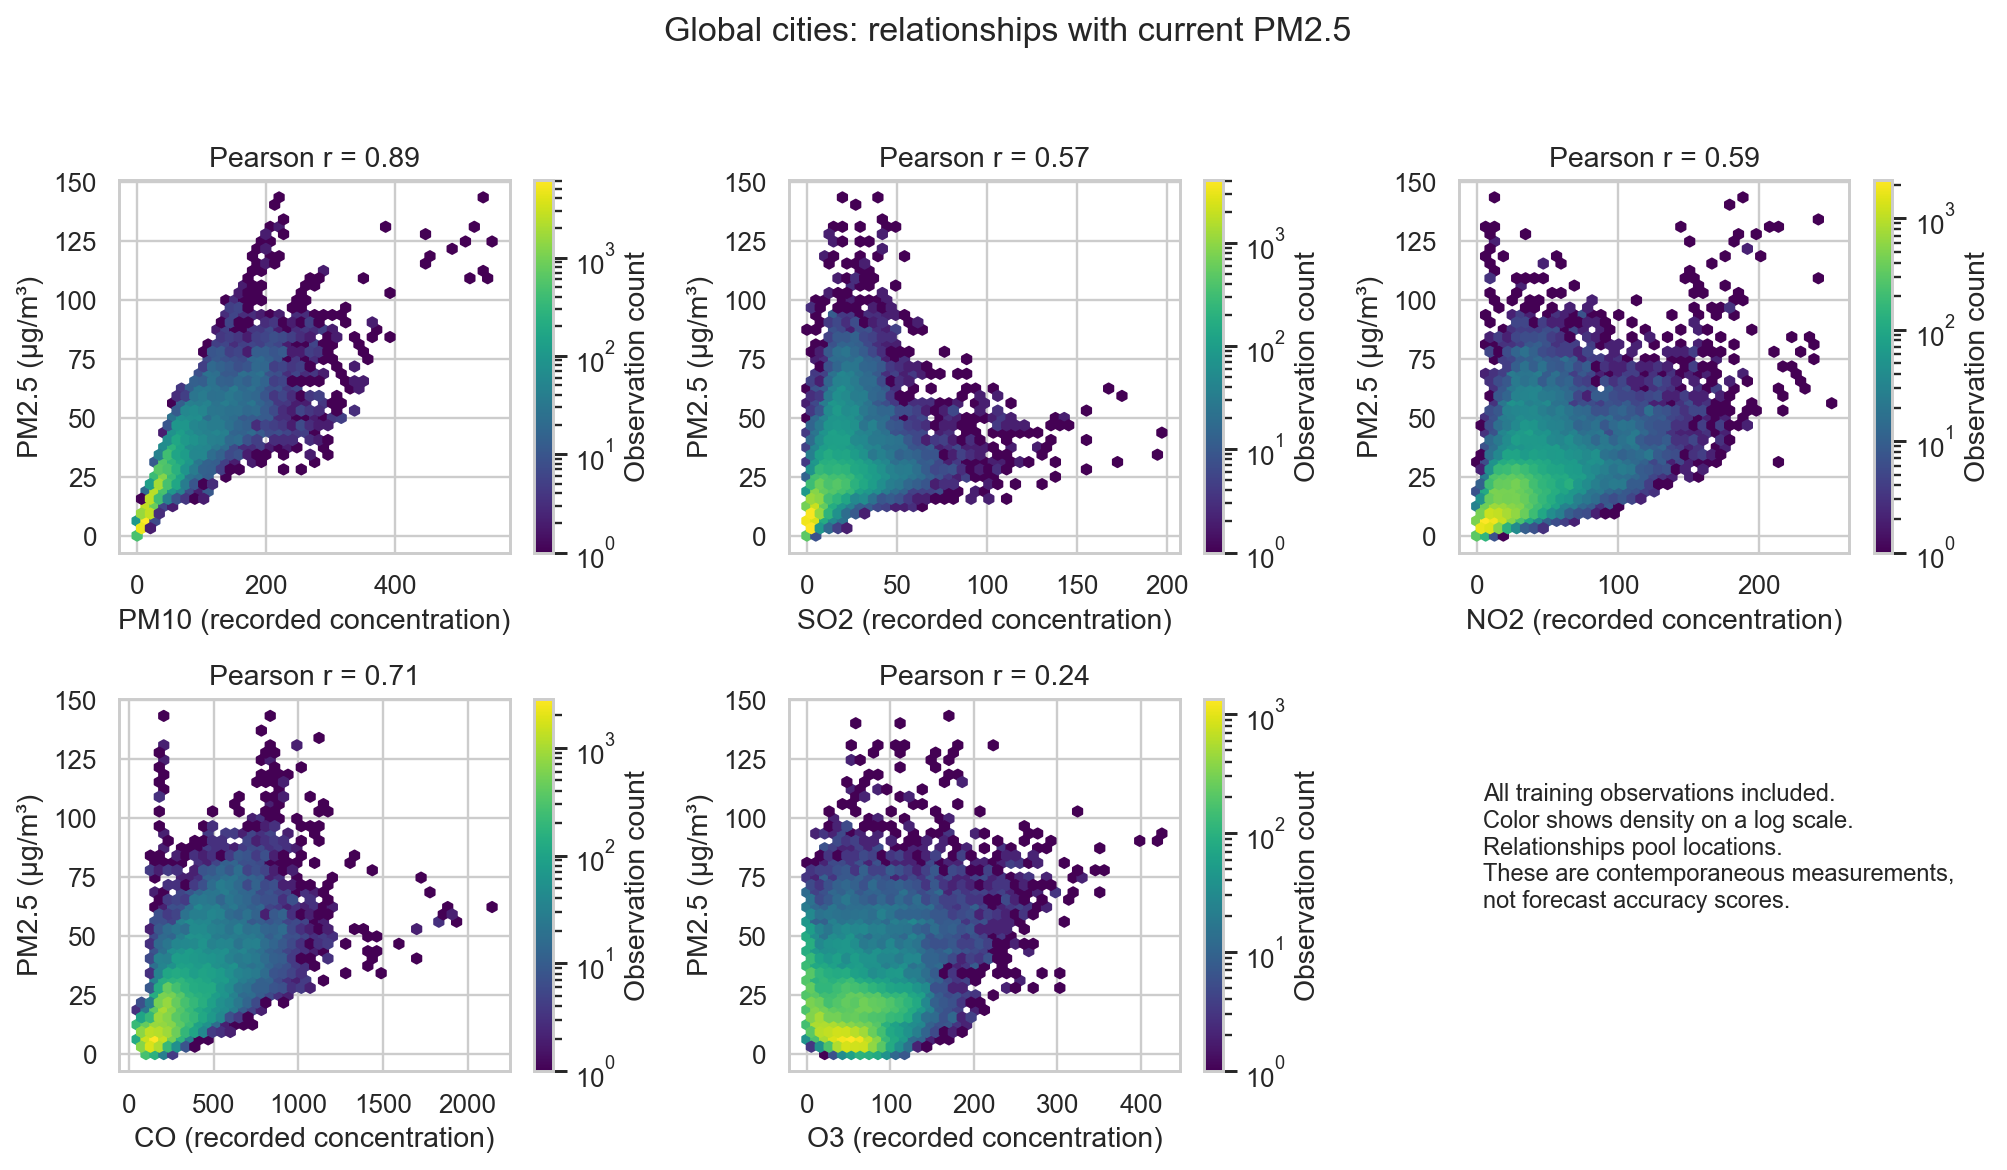 Global cities: relationships with current PM2.5
Pearson r = 0.89
150
125
100
75
50
25
0
PM2.5 (µg/m³)
0 200 400
PM10 (recorded concentration)
10³
10²
10¹
10⁰
Observation count
Pearson r = 0.57
150
125
100
75
50
25
0
PM2.5 (µg/m³)
0 50 100 150 200
SO2 (recorded concentration)
10³
10²
10¹
10⁰
Observation count
Pearson r = 0.59
150
125
100
75
50
25
0
PM2.5 (µg/m³)
0 100 200
NO2 (recorded concentration)
10³
10²
10¹
10⁰
Observation count
Pearson r = 0.71
150
125
100
75
50
25
0
PM2.5 (µg/m³)
0 500 1000 1500 2000
CO (recorded concentration)
10³
10²
10¹
10⁰
Observation count
Pearson r = 0.24
150
125
100
75
50
25
0
PM2.5 (µg/m³)
0 100 200 300 400
O3 (recorded concentration)
10³
10²
10¹
10⁰
Observation count
All training observations included.
Color shows density on a log scale.
Relationships pool locations.
These are contemporaneous measurements,
not forecast accuracy scores.